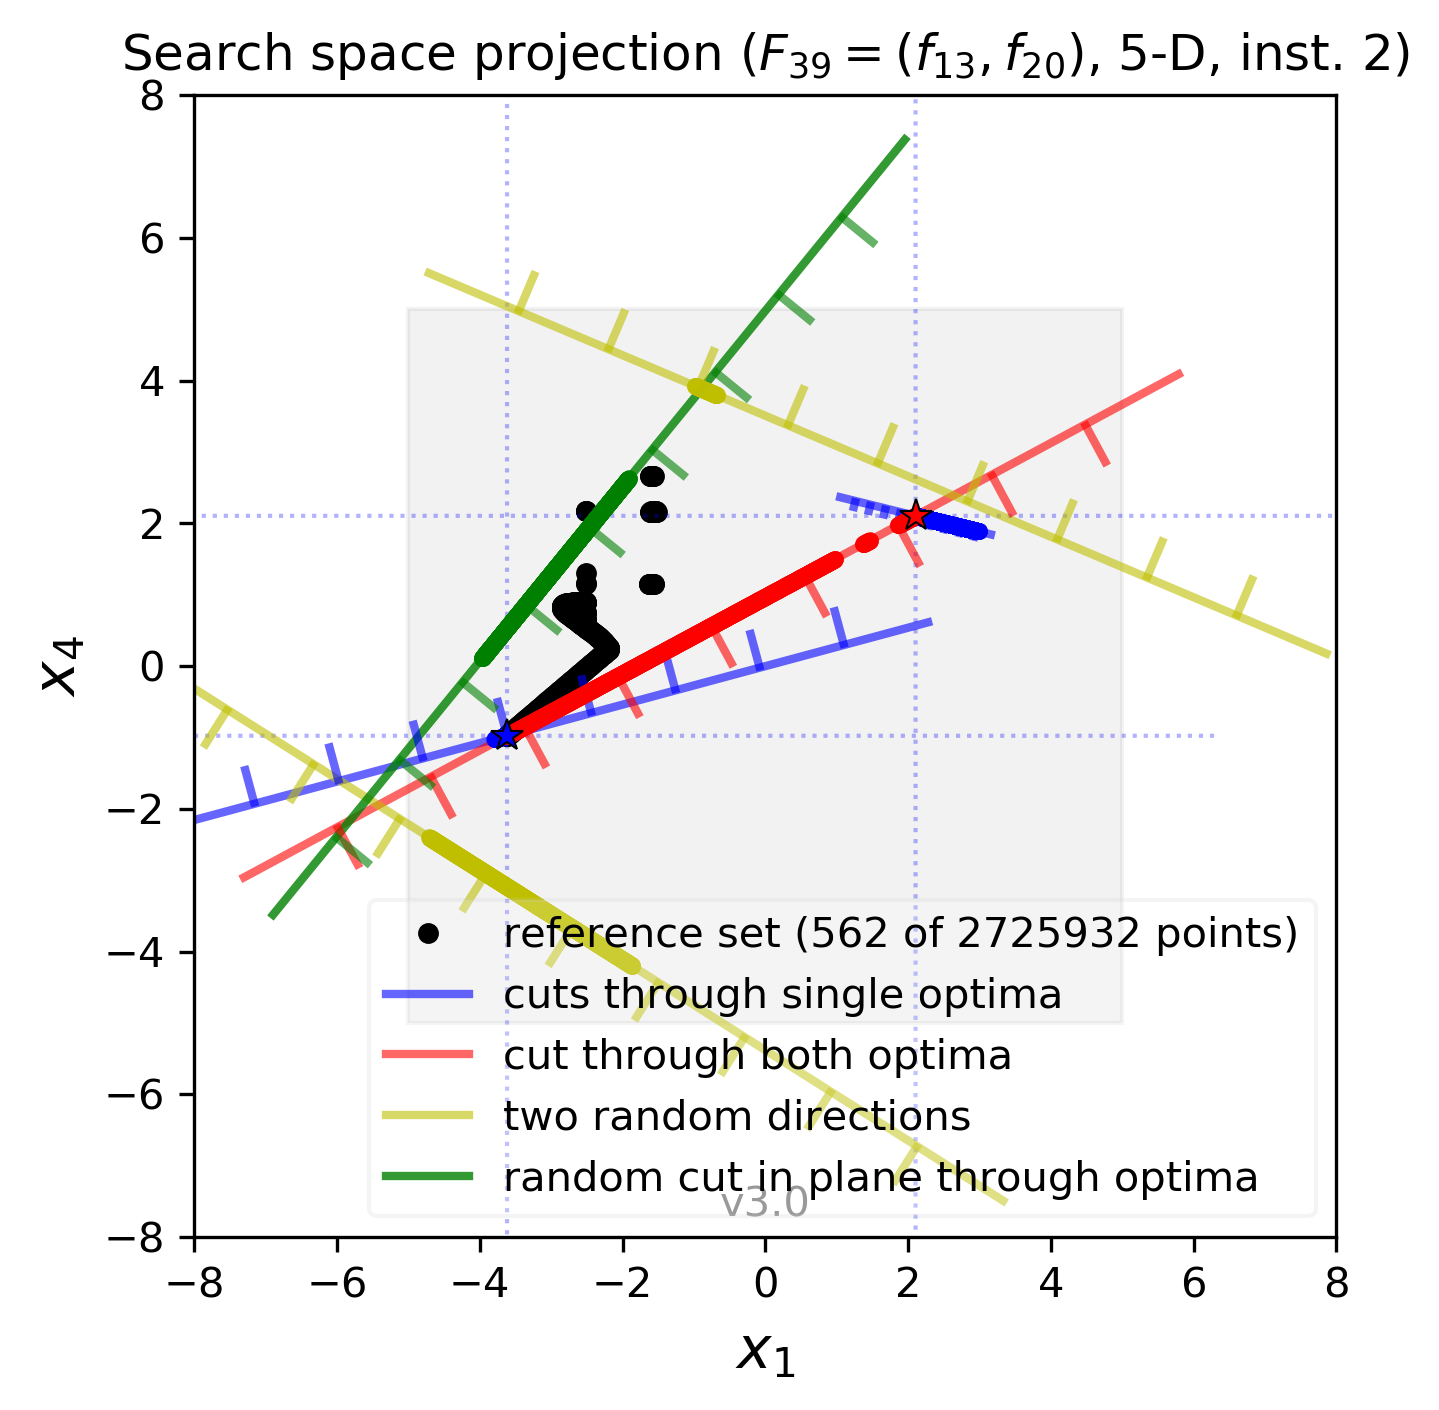 Search space projection (F₃₉ = (f₁₃, f₂₀), 5-D, inst. 2)
8
6
4
2
0
−2
−4
−6
−8
x₄
reference set (562 of 2725932 points)
cuts through single optima
cut through both optima
two random directions
random cut in plane through optima
v3.0
−8 −6 −4 −2 0 2 4 6 8
x₁